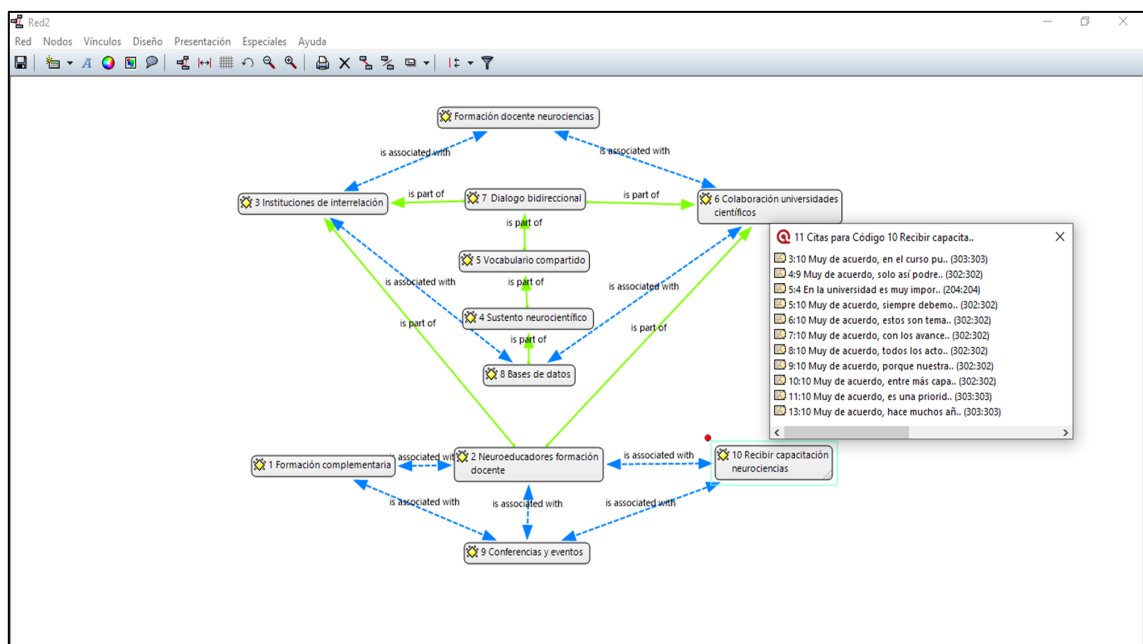 Red2
Red Nodos Vínculos Diseño Presentación Especiales Ayuda
Formación docente neurociencias
is associated with
is associated with
3 Instituciones de interrelación
is part of
7 Dialogo bidireccional
is part of
6 Colaboración universidades
científicos
is part of
5 Vocabulario compartido
is associated with
is part of
is associated with
4 Sustento neurocientífico
is part of
is part of
is part of
8 Bases de datos
11 Citas para Código 10 Recibir capacita..
3:10 Muy de acuerdo, en el curso pu.. (303:303)
4:9 Muy de acuerdo, solo así podre.. (302:302)
5:4 En la universidad es muy impor.. (204:204)
5:10 Muy de acuerdo, siempre debemo.. (302:302)
6:10 Muy de acuerdo, estos son tema.. (302:302)
7:10 Muy de acuerdo, con los avance.. (302:302)
8:10 Muy de acuerdo, todos los acto.. (302:302)
9:10 Muy de acuerdo, porque nuestra.. (302:302)
10:10 Muy de acuerdo, entre más capa.. (302:302)
11:10 Muy de acuerdo, es una priorid.. (303:303)
13:10 Muy de acuerdo, hace muchos añ.. (303:303)
1 Formación complementaria
is associated wit
2 Neuroeducadores formación
docente
is associated with
10 Recibir capacitación
neurociencias
is associated with
is associated with
is associated with
9 Conferencias y eventos